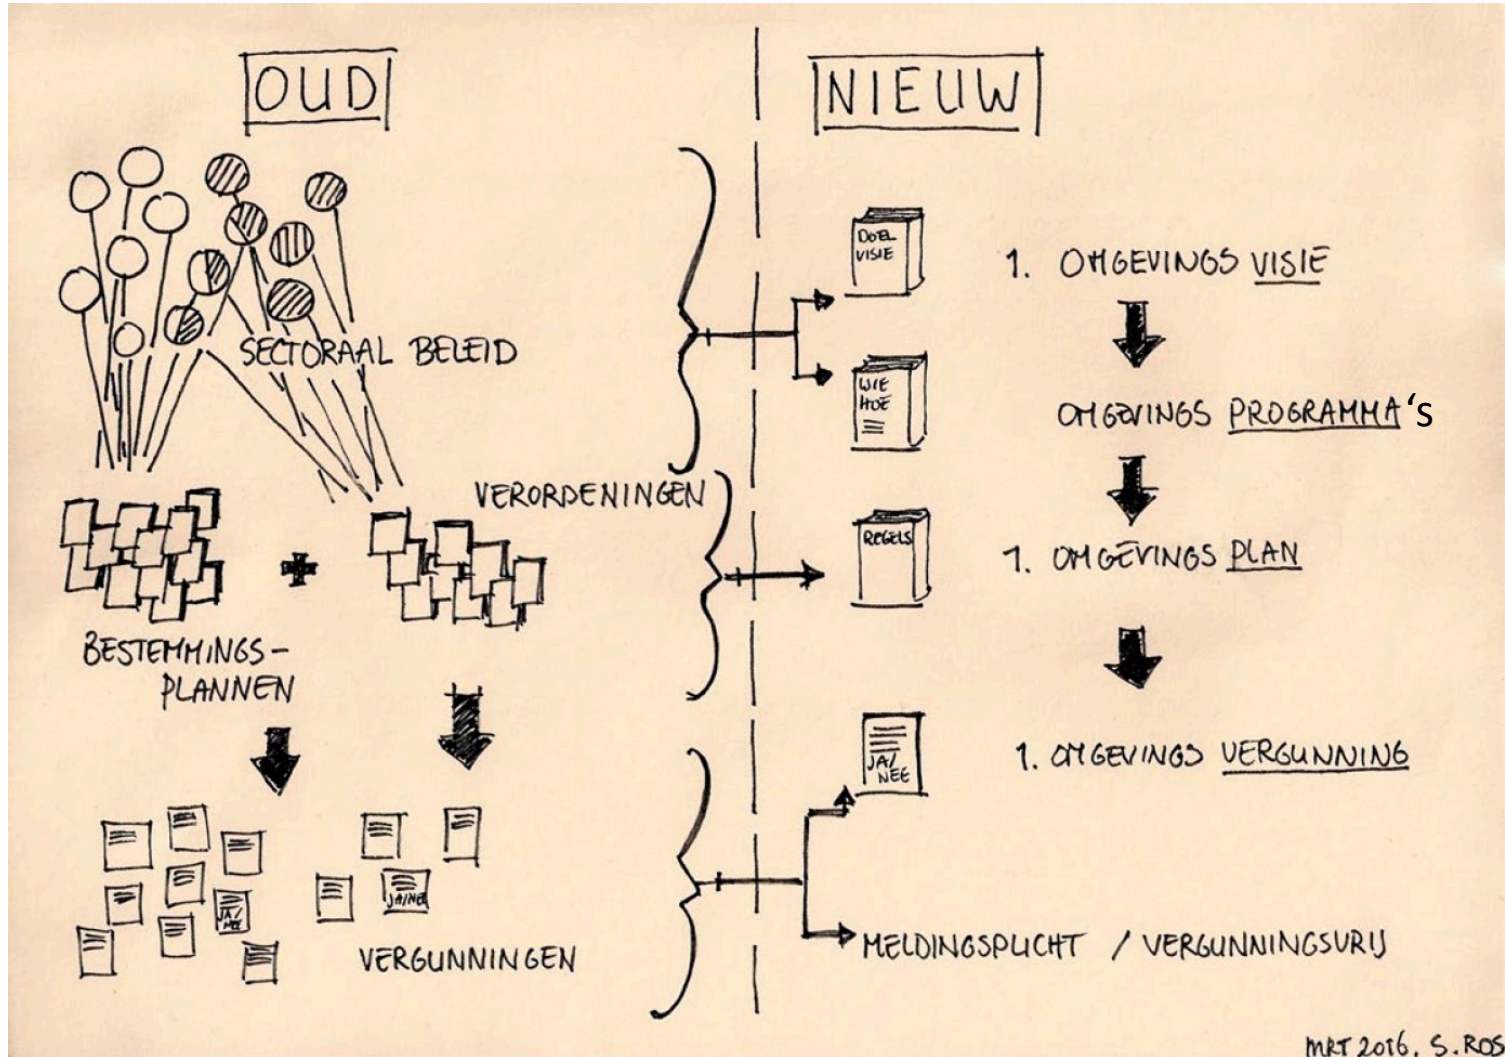 OUD
SECTORAAL BELEID
VERORDENINGEN
BESTEMMINGS-
PLANNEN
JA/
NEE
JA/NEE
VERGUNNINGEN
NIEUW
DOEL
VISIE
1. OMGEVINGS VISIE
WIE
HOE
OMGEVINGS PROGRAMMA's
REGELS
1. OMGEVINGS PLAN
JA/
NEE
1. OMGEVINGS VERGUNNING
MELDINGSPLICHT / VERGUNNINGSVRIJ
MRT 2016. S. ROS